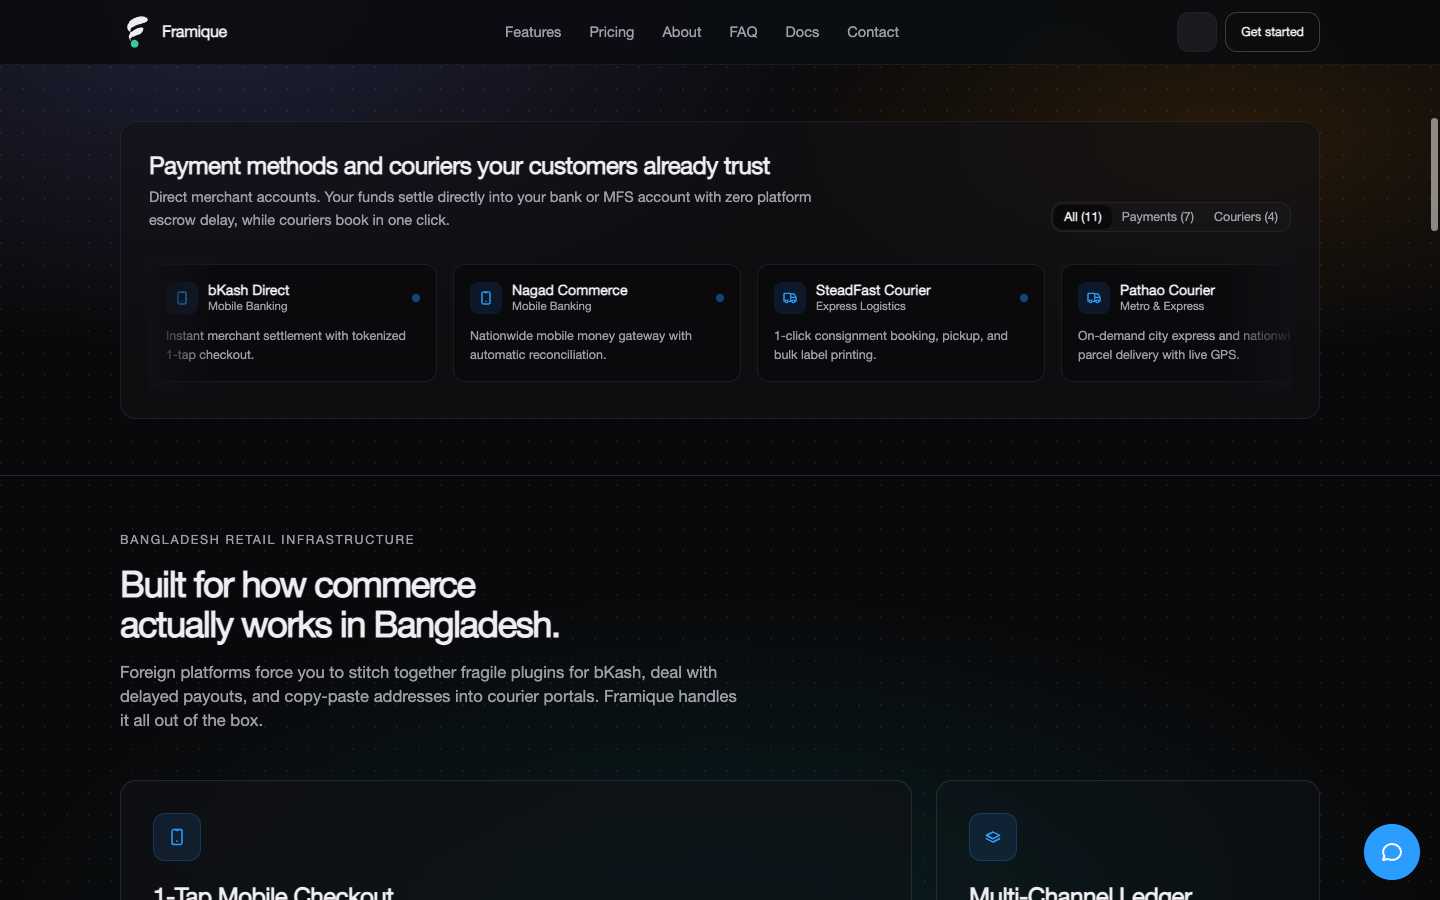 Framique
Features
Pricing
About
FAQ
Docs
Contact
Get started
Payment methods and couriers your customers already trust
Direct merchant accounts. Your funds settle directly into your bank or MFS account with zero platform
escrow delay, while couriers book in one click.
All (11)
Payments (7)
Couriers (4)
bKash Direct
Mobile Banking
Instant merchant settlement with tokenized
1-tap checkout.
Nagad Commerce
Mobile Banking
Nationwide mobile money gateway with
automatic reconciliation.
SteadFast Courier
Express Logistics
1-click consignment booking, pickup, and
bulk label printing.
Pathao Courier
Metro & Express
On-demand city express and nationwi
parcel delivery with live GPS.
BANGLADESH RETAIL INFRASTRUCTURE
Built for how commerce
actually works in Bangladesh.
Foreign platforms force you to stitch together fragile plugins for bKash, deal with
delayed payouts, and copy-paste addresses into courier portals. Framique handles
it all out of the box.
1-Tap Mobile Checkout
Multi-Channel Ledger